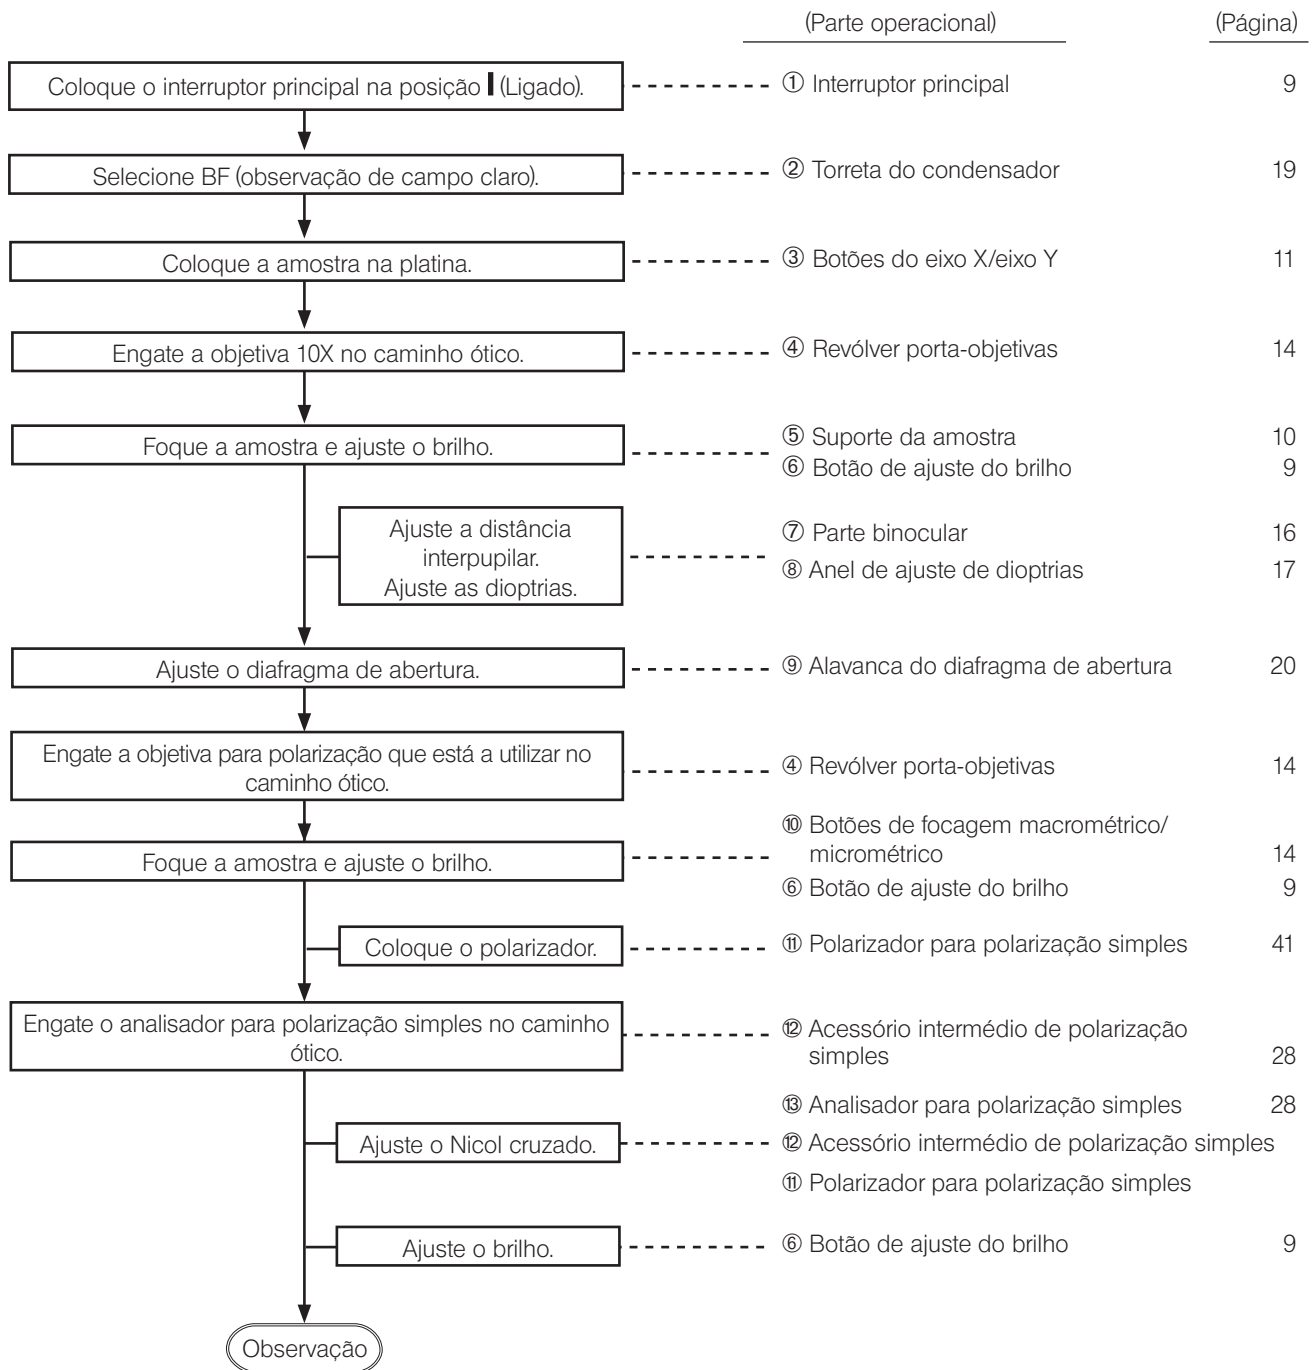 (Parte operacional) (Página)
Coloque o interruptor principal na posição I (Ligado). ① Interruptor principal 9
Selecione BF (observação de campo claro). ② Torreta do condensador 19
Coloque a amostra na platina. ③ Botões do eixo X/eixo Y 11
Engate a objetiva 10X no caminho ótico. ④ Revólver porta-objetivas 14
Foque a amostra e ajuste o brilho. ⑤ Suporte da amostra 10
⑥ Botão de ajuste do brilho 9
Ajuste a distância
interpupilar.
Ajuste as dioptrias.
⑦ Parte binocular 16
⑧ Anel de ajuste de dioptrias 17
Ajuste o diafragma de abertura. ⑨ Alavanca do diafragma de abertura 20
Engate a objetiva para polarização que está a utilizar no
caminho ótico.
④ Revólver porta-objetivas 14
Foque a amostra e ajuste o brilho.
⑩ Botões de focagem macrométrico/
micrométrico 14
⑥ Botão de ajuste do brilho 9
Coloque o polarizador. ⑪ Polarizador para polarização simples 41
Engate o analisador para polarização simples no caminho
ótico.
⑫ Acessório intermédio de polarização
simples 28
⑬ Analisador para polarização simples 28
Ajuste o Nicol cruzado. ⑫ Acessório intermédio de polarização simples
⑪ Polarizador para polarização simples
Ajuste o brilho. ⑥ Botão de ajuste do brilho 9
Observação